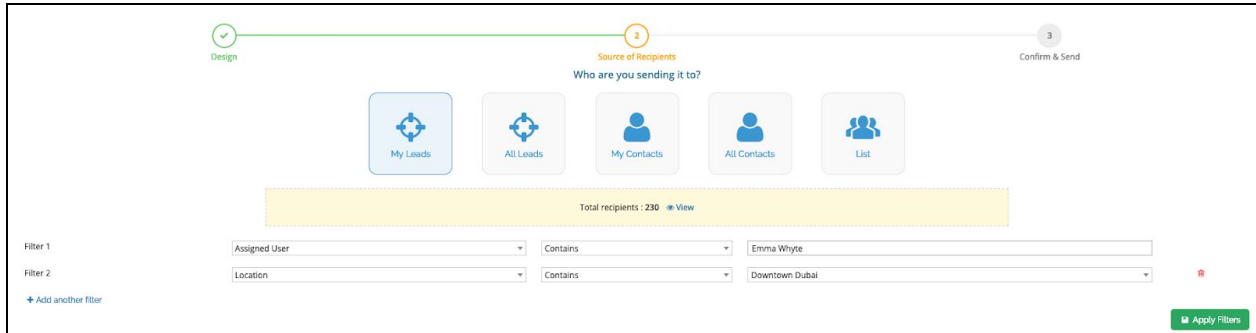 2
3
Design
Source of Recipients
Confirm & Send
Who are you sending it to?
My Leads
All Leads
My Contacts
All Contacts
List
Total recipients : 230 View
Filter 1
Assigned User
Contains
Emma Whyte
Filter 2
Location
Contains
Downtown Dubai
+ Add another filter
Apply Filters